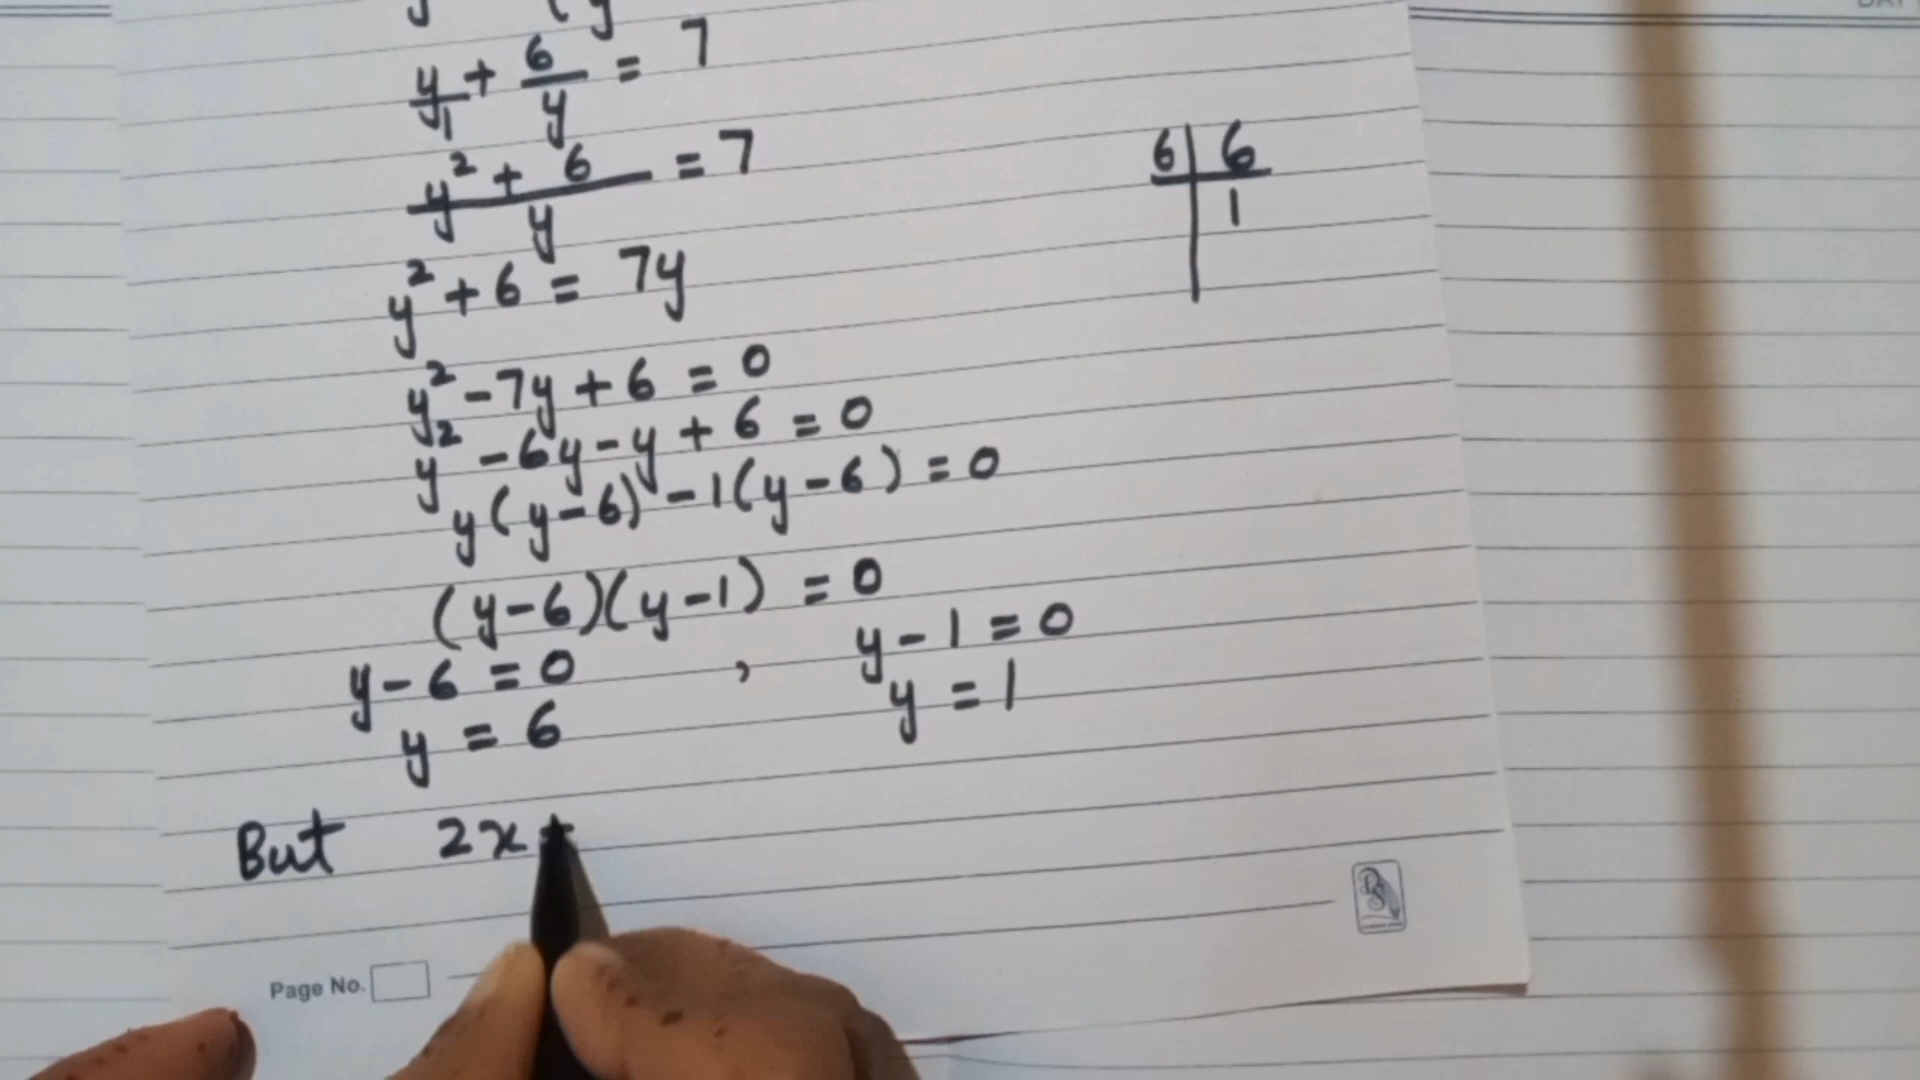 y/1 + 6/y = 7
(y² + 6)/y = 7
6 | 6
1
y² + 6 = 7y
y² - 7y + 6 = 0
y² - 6y - y + 6 = 0
y(y-6) - 1(y-6) = 0
(y-6)(y-1) = 0
y - 6 = 0 , y - 1 = 0
y = 6 y = 1
But 2x
Page No.
DS